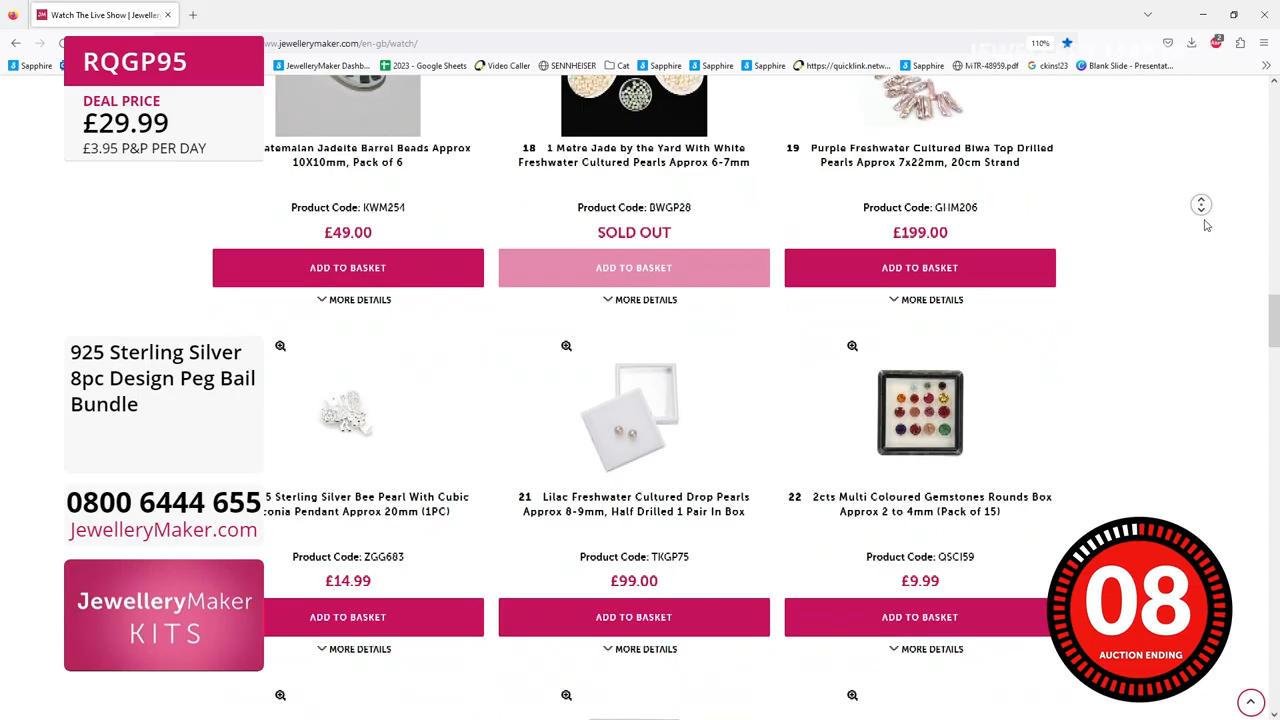 Watch The Live Show | Jeweller
ww.jewellerymaker.com/en-gb/watch/
110%
2
Sapphire
JewelleryMaker Dashb...
2023 - Google Sheets
Video Caller
SENNHEISER
Cat
Sapphire
Sapphire
Sapphire
https://quicklink.netw...
Sapphire
MTR-48959.pdf
ckins!23
Blank Slide - Presentat...
RQGP95
DEAL PRICE
£29.99
£3.95 P&P PER DAY
atemalan Jadeite Barrel Beads Approx
10X10mm, Pack of 6
Product Code: KWM254
£49.00
ADD TO BASKET
MORE DETAILS
18 1 Metre Jade by the Yard With White
Freshwater Cultured Pearls Approx 6-7mm
Product Code: BWGP28
SOLD OUT
ADD TO BASKET
MORE DETAILS
19 Purple Freshwater Cultured Biwa Top Drilled
Pearls Approx 7x22mm, 20cm Strand
Product Code: GHM206
£199.00
ADD TO BASKET
MORE DETAILS
925 Sterling Silver
8pc Design Peg Bail
Bundle
5 Sterling Silver Bee Pearl With Cubic
conia Pendant Approx 20mm (1PC)
Product Code: ZGG683
£14.99
ADD TO BASKET
MORE DETAILS
21 Lilac Freshwater Cultured Drop Pearls
Approx 8-9mm, Half Drilled 1 Pair In Box
Product Code: TKGP75
£99.00
ADD TO BASKET
MORE DETAILS
22 2cts Multi Coloured Gemstones Rounds Box
Approx 2 to 4mm (Pack of 15)
Product Code: QSCI59
£9.99
ADD TO BASKET
MORE DETAILS
0800 6444 655
JewelleryMaker.com
JewelleryMaker
KITS
08
AUCTION ENDING